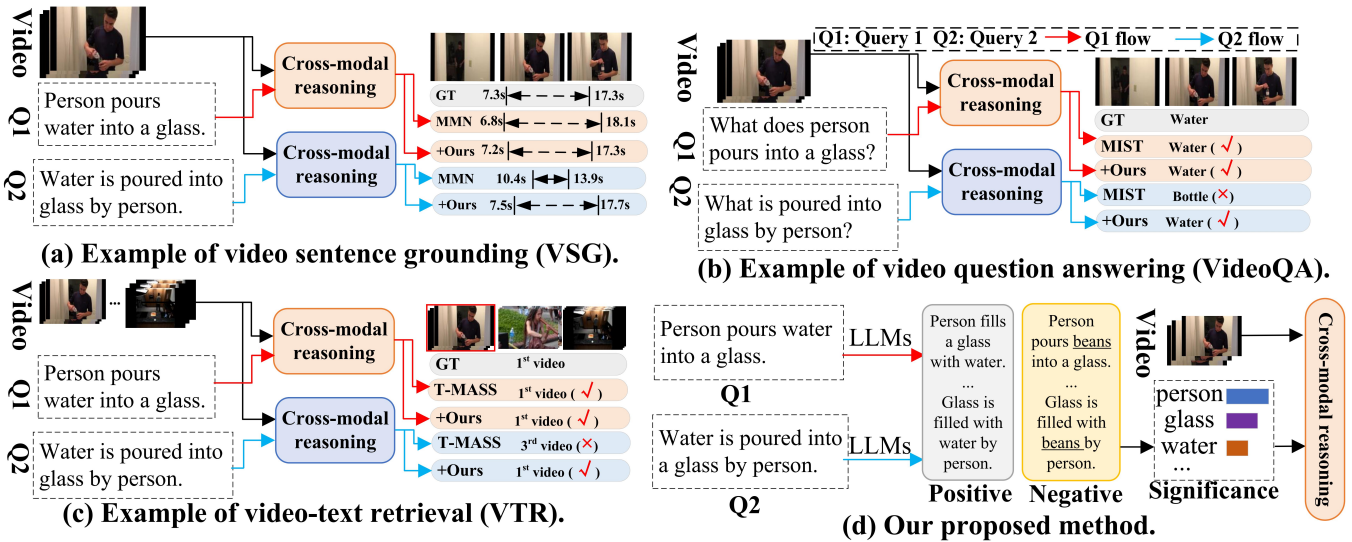 Video
Q1
Q2
Person pours
water into a glass.
Water is poured into
glass by person.
Cross-modal
reasoning
Cross-modal
reasoning
GT 7.3s 17.3s
MMN 6.8s 18.1s
+Ours 7.2s 17.3s
MMN 10.4s 13.9s
+Ours 7.5s 17.7s
(a) Example of video sentence grounding (VSG).
Q1: Query 1 Q2: Query 2 Q1 flow Q2 flow
Video
Q1
Q2
What does person
pours into a glass?
What is poured into
glass by person?
Cross-modal
reasoning
Cross-modal
reasoning
GT Water
MIST Water (✓)
+Ours Water (✓)
MIST Bottle (×)
+Ours Water (✓)
(b) Example of video question answering (VideoQA).
Video
...
Q1
Q2
Person pours
water into a glass.
Water is poured into
glass by person.
Cross-modal
reasoning
Cross-modal
reasoning
GT 1st video
T-MASS 1st video (✓)
+Ours 1st video (✓)
T-MASS 3rd video (×)
+Ours 1st video (✓)
(c) Example of video-text retrieval (VTR).
Person pours water
into a glass.
Q1
Water is poured into
a glass by person.
Q2
LLMs
LLMs
Person fills
a glass
with water.
...
Glass is
filled with
water by
person.
Positive
Person
pours beans
into a glass.
...
Glass is
filled with
beans by
person.
Negative
Video
person
glass
water
...
Significance
Cross-modal reasoning
(d) Our proposed method.